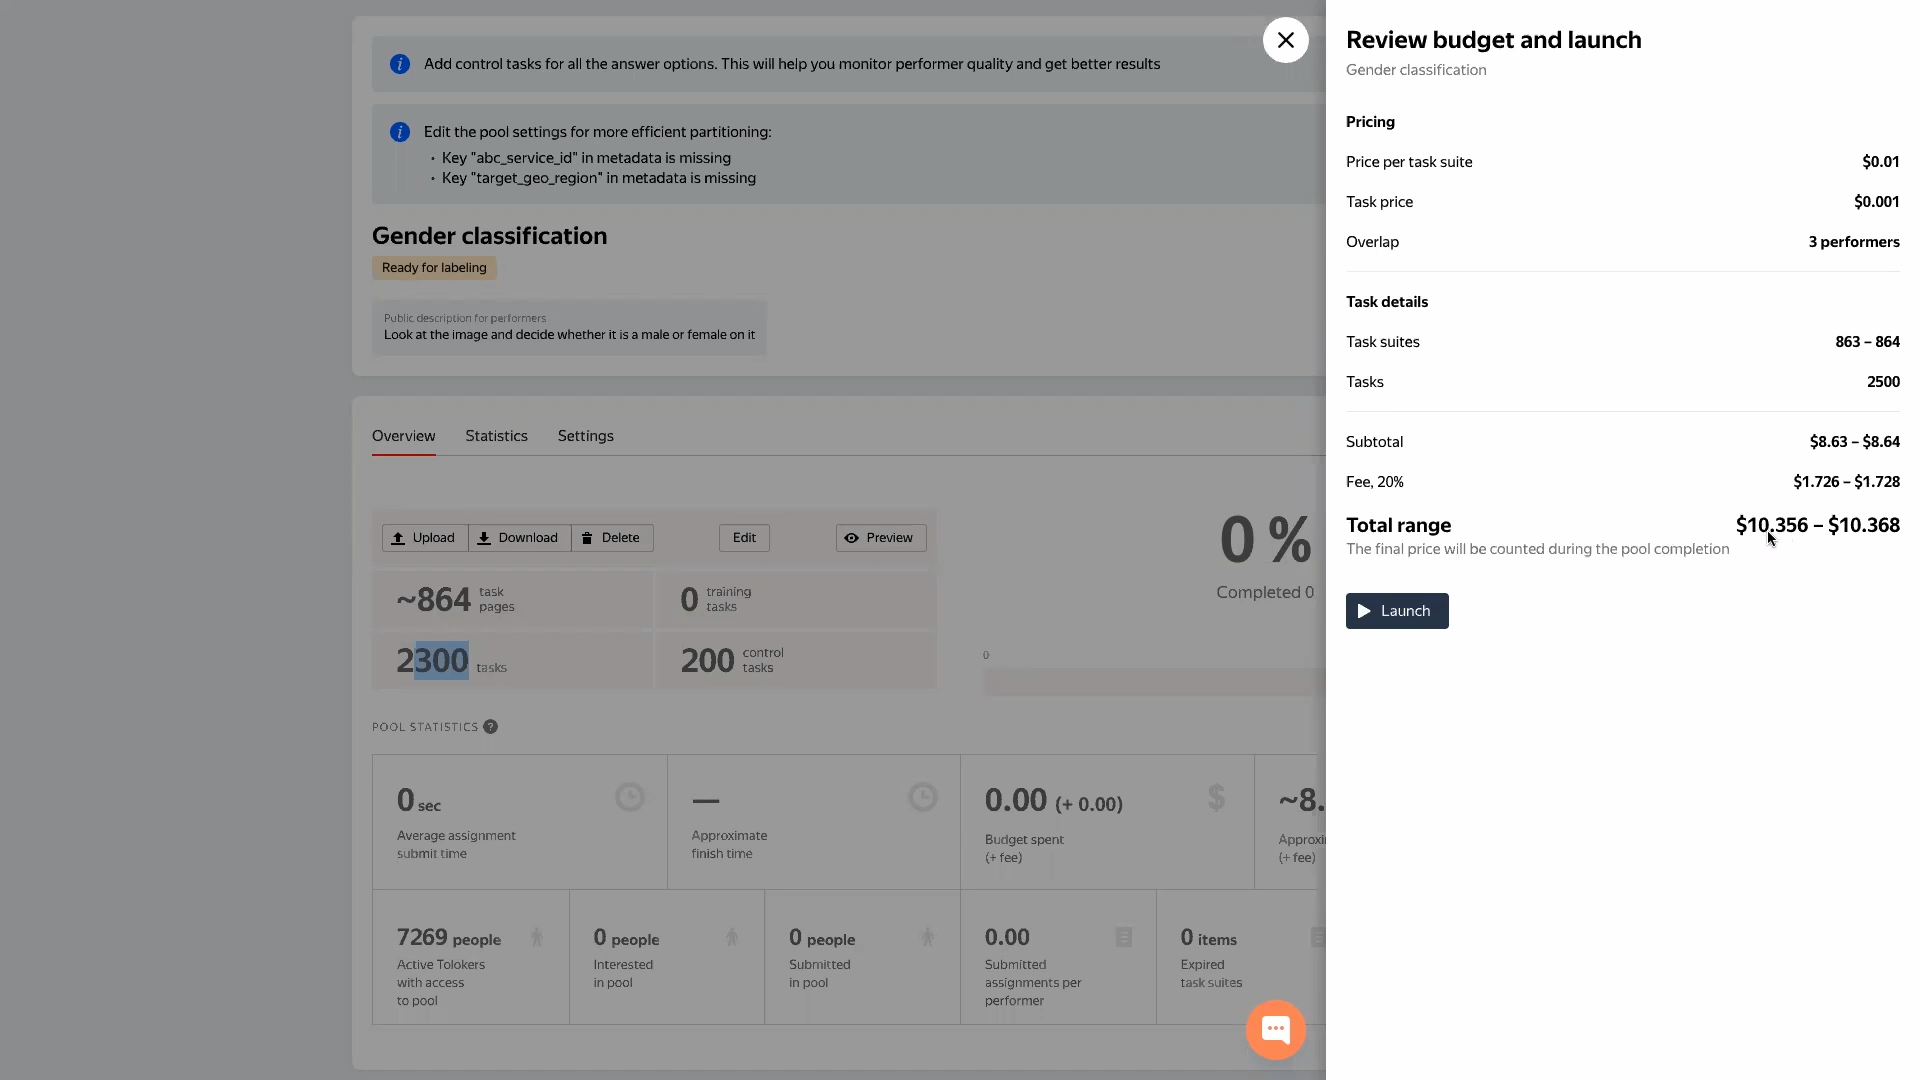 Add control tasks for all the answer options. This will help you monitor performer quality and get better results
Edit the pool settings for more efficient partitioning:
· Key "abc_service_id" in metadata is missing
· Key "target_geo_region" in metadata is missing
Gender classification
Ready for labeling
Public description for performers
Look at the image and decide whether it is a male or female on it
Overview Statistics Settings
Upload Download Delete Edit Preview
~864 task pages
0 training tasks
2300 tasks
200 control tasks
0 %
Completed 0
0
POOL STATISTICS ?
0 sec
Average assignment
submit time
—
Approximate
finish time
0.00 (+ 0.00)
Budget spent
(+ fee)
~8.
(+ fee)
7269 people
Active Tolokers
with access
to pool
0 people
Interested
in pool
0 people
Submitted
in pool
0.00
Submitted
assignments per
performer
0 items
Expired
task suites
Review budget and launch
Gender classification
Pricing
Price per task suite $0.01
Task price $0.001
Overlap 3 performers
Task details
Task suites 863 – 864
Tasks 2500
Subtotal $8.63 – $8.64
Fee, 20% $1.726 – $1.728
Total range $10.356 – $10.368
The final price will be counted during the pool completion
Launch